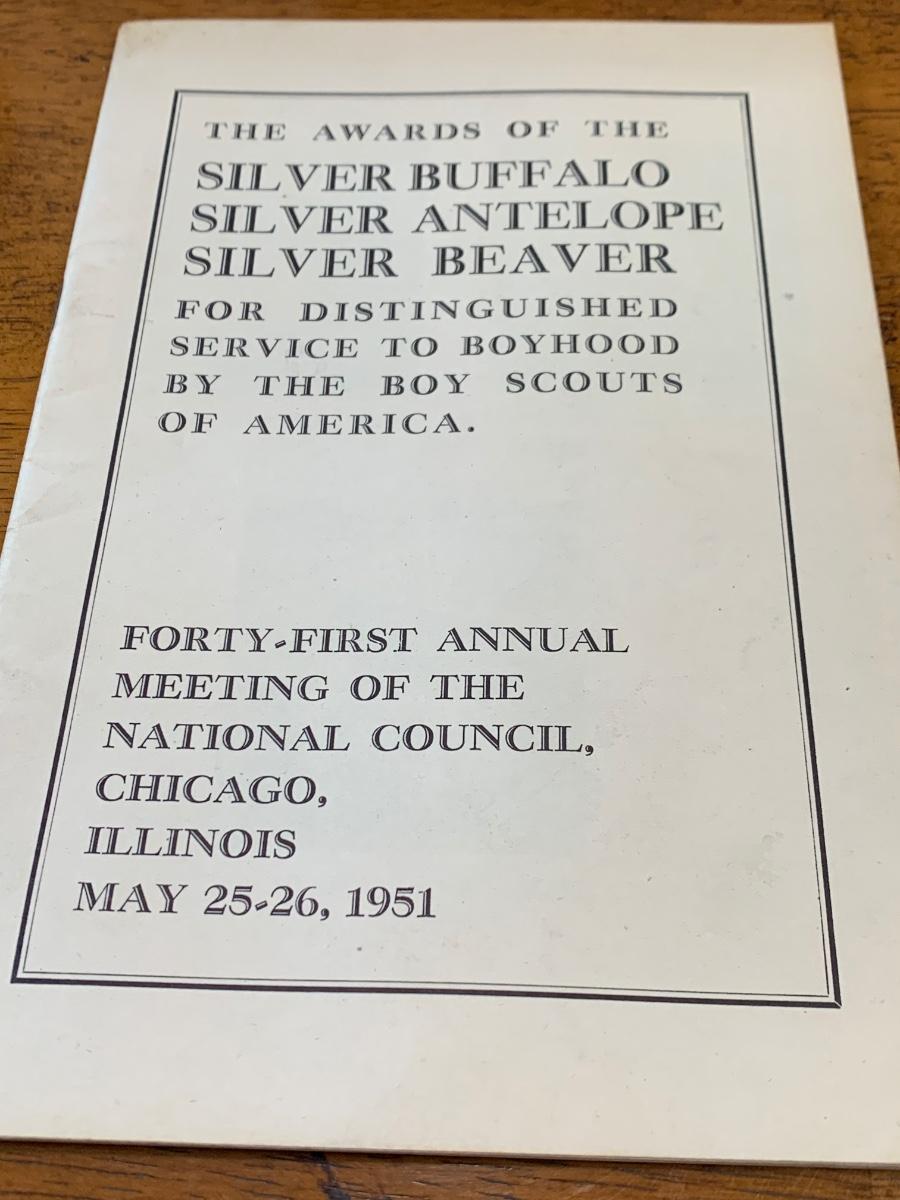 THE AWARDS OF THE
SILVER BUFFALO
SILVER ANTELOPE
SILVER BEAVER
FOR DISTINGUISHED
SERVICE TO BOYHOOD
BY THE BOY SCOUTS
OF AMERICA.
FORTY-FIRST ANNUAL
MEETING OF THE
NATIONAL COUNCIL,
CHICAGO,
ILLINOIS
MAY 25-26, 1951